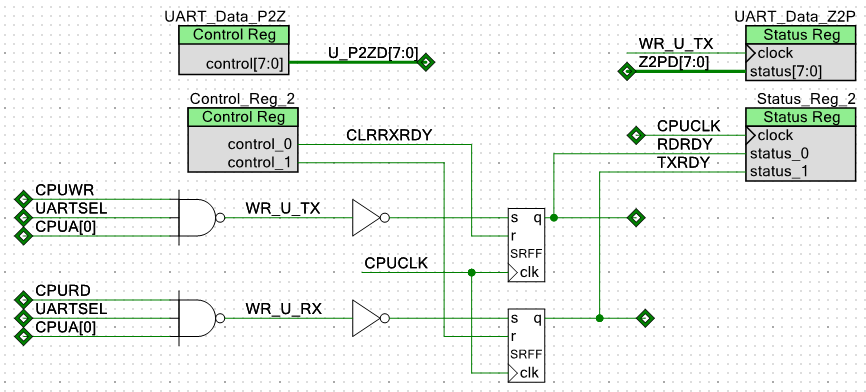 UART_Data_P2Z
Control Reg
control[7:0]
U_P2ZD[7:0]
UART_Data_Z2P
Status Reg
WR_U_TX
clock
Z2PD[7:0]
status[7:0]
Control_Reg_2
Control Reg
control_0
control_1
CLRRXRDY
Status_Reg_2
Status Reg
CPUCLK
clock
RDRDY
status_0
TXRDY
status_1
CPUWR
UARTSEL
CPUA[0]
WR_U_TX
s q
r
SRFF
clk
CPUCLK
CPURD
UARTSEL
CPUA[0]
WR_U_RX
s q
r
SRFF
clk